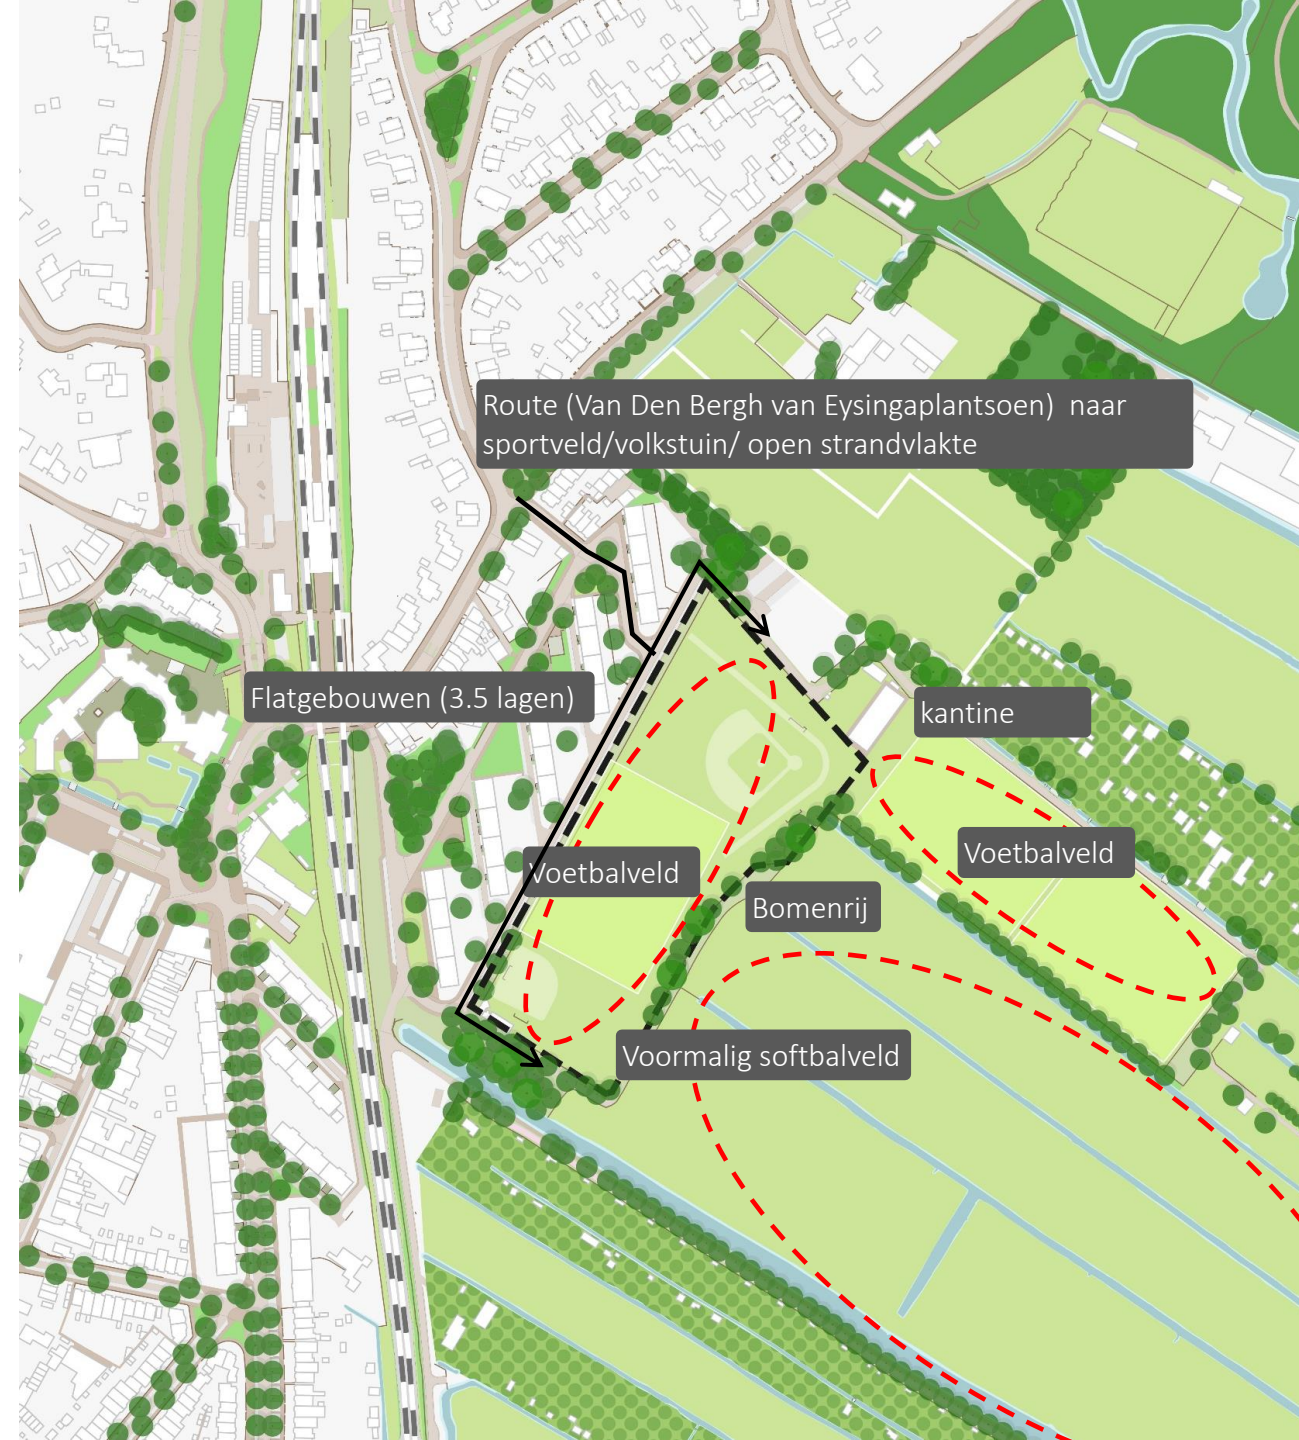 Route (Van Den Bergh van Eysingaplantsoen) naar
sportveld/volkstuin/ open strandvlakte
Flatgebouwen (3.5 lagen)
kantine
Voetbalveld
Voetbalveld
Bomenrij
Voormalig softbalveld